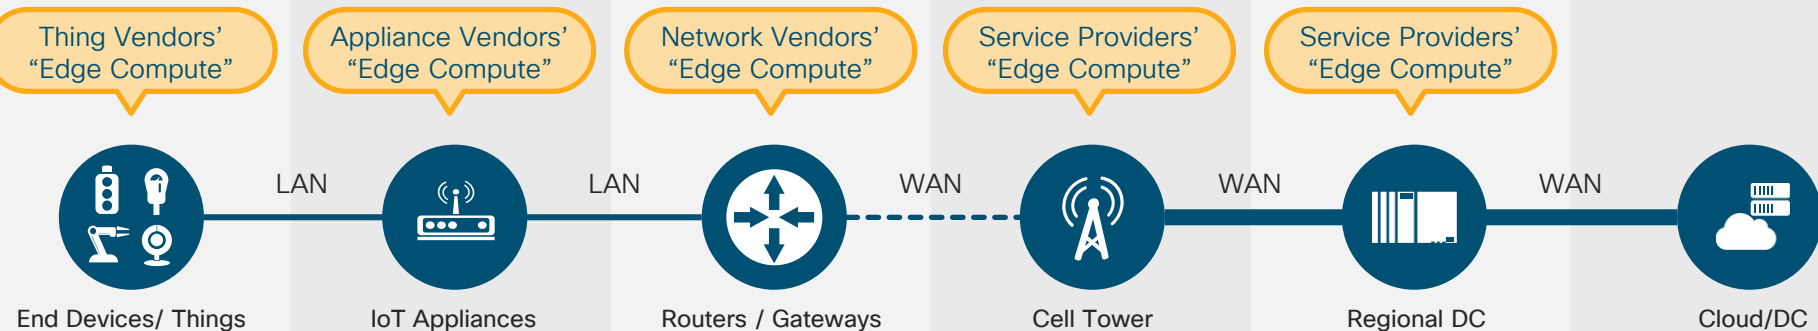 Thing Vendors’
“Edge Compute”
Appliance Vendors’
“Edge Compute”
Network Vendors’
“Edge Compute”
Service Providers’
“Edge Compute”
Service Providers’
“Edge Compute”
LAN
LAN
WAN
WAN
WAN
End Devices/ Things
IoT Appliances
Routers / Gateways
Cell Tower
Regional DC
Cloud/DC